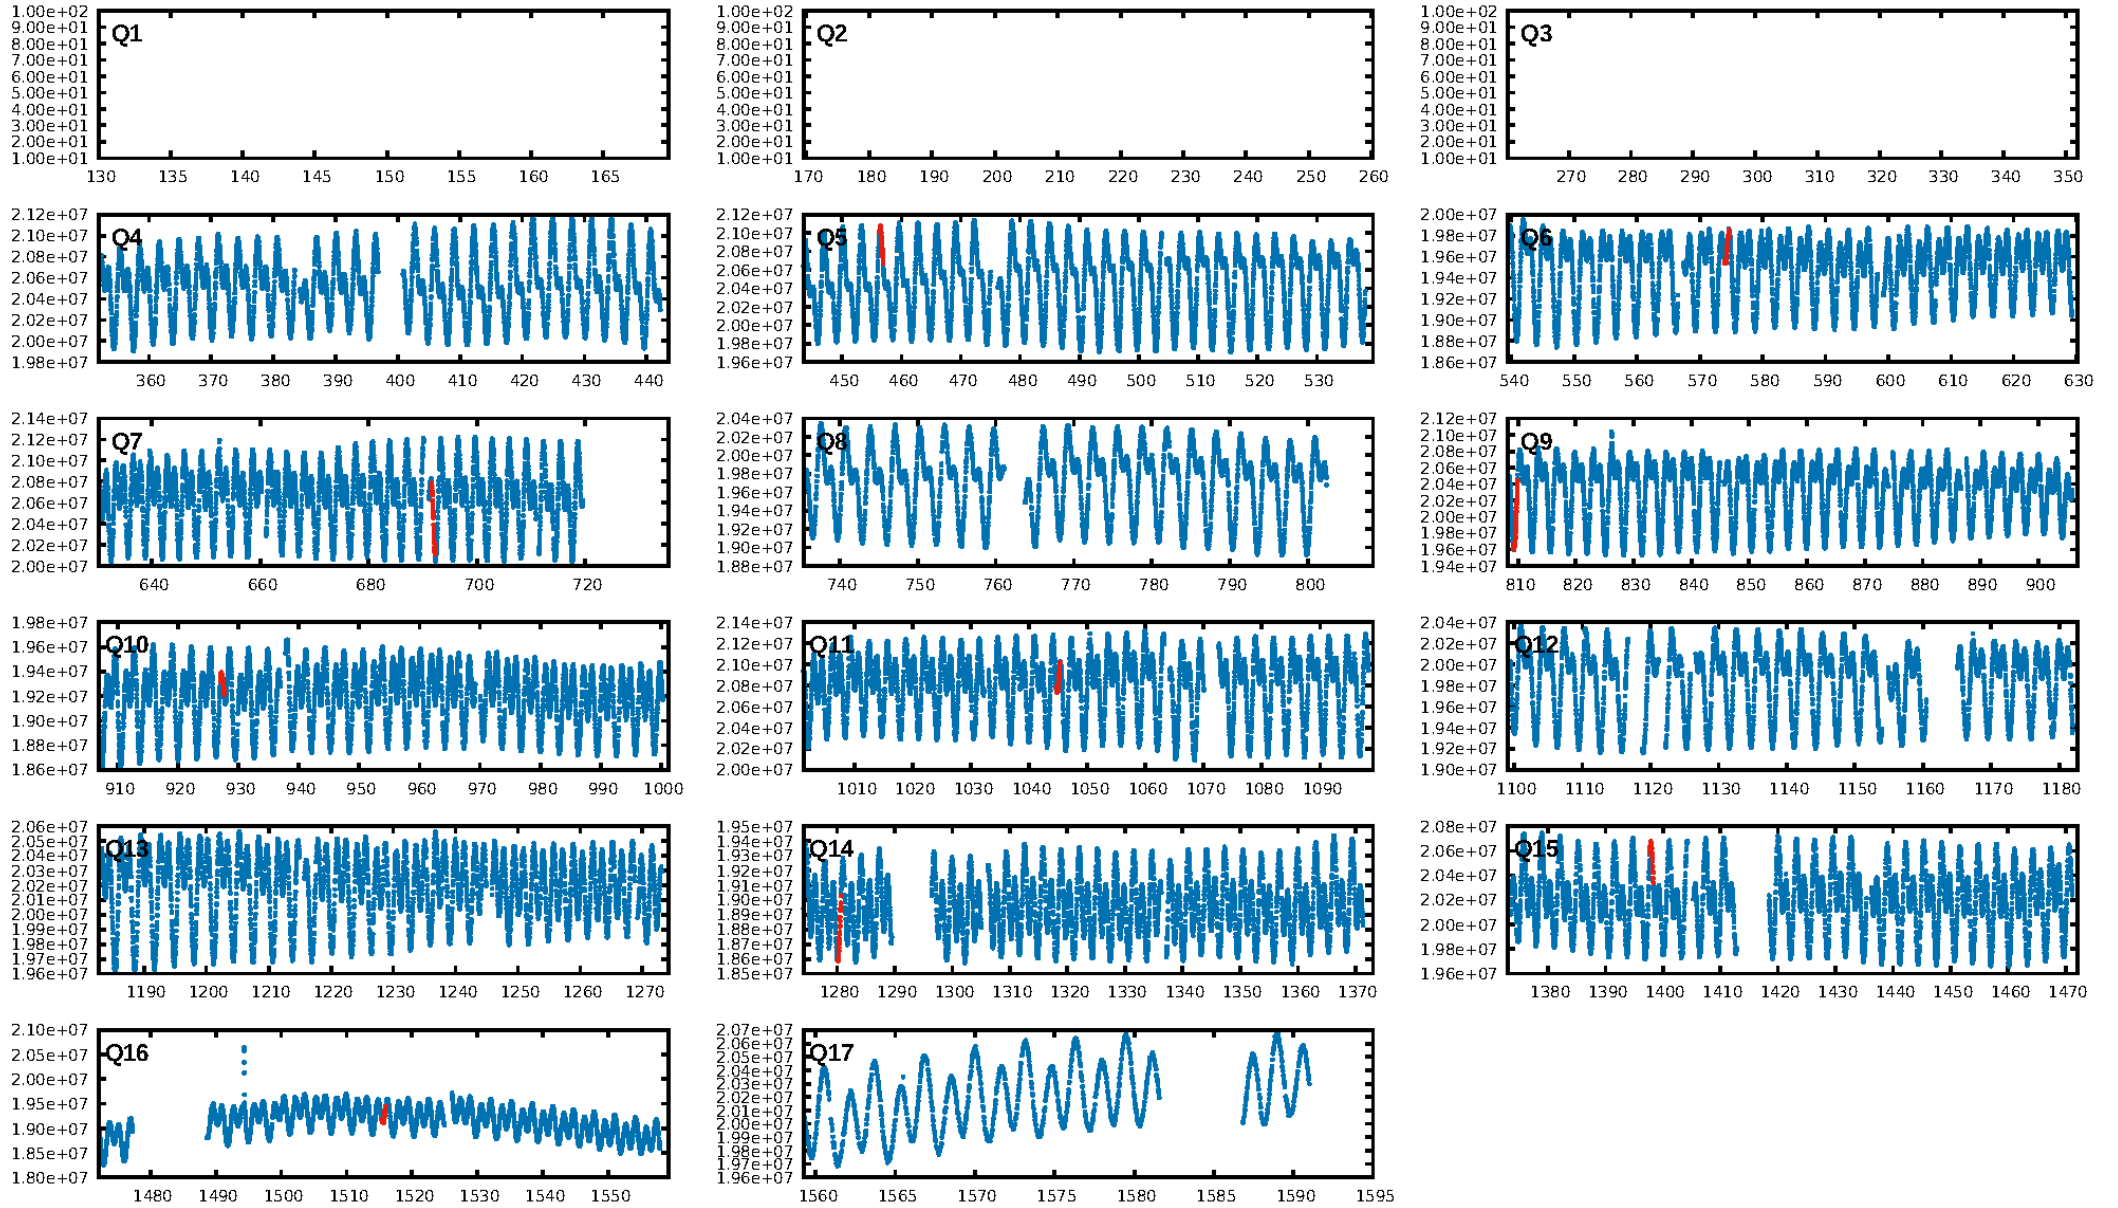 1.00e+02 9.00e+01 8.00e+01 7.00e+01 6.00e+01 5.00e+01 4.00e+01 3.00e+01 2.00e+01 1.00e+01
Q1
130 135 140 145 150 155 160 165
1.00e+02 9.00e+01 8.00e+01 7.00e+01 6.00e+01 5.00e+01 4.00e+01 3.00e+01 2.00e+01 1.00e+01
Q2
170 180 190 200 210 220 230 240 250 260
1.00e+02 9.00e+01 8.00e+01 7.00e+01 6.00e+01 5.00e+01 4.00e+01 3.00e+01 2.00e+01 1.00e+01
Q3
270 280 290 300 310 320 330 340 350
2.12e+07 2.10e+07 2.08e+07 2.06e+07 2.04e+07 2.02e+07 2.00e+07 1.98e+07
Q4
360 370 380 390 400 410 420 430 440
2.12e+07 2.10e+07 2.08e+07 2.06e+07 2.04e+07 2.02e+07 2.00e+07 1.98e+07 1.96e+07
Q5
450 460 470 480 490 500 510 520 530
2.00e+07 1.98e+07 1.96e+07 1.94e+07 1.92e+07 1.90e+07 1.88e+07 1.86e+07
Q6
540 550 560 570 580 590 600 610 620 630
2.14e+07 2.12e+07 2.10e+07 2.08e+07 2.06e+07 2.04e+07 2.02e+07 2.00e+07
Q7
640 660 680 700 720
2.04e+07 2.02e+07 2.00e+07 1.98e+07 1.96e+07 1.94e+07 1.92e+07 1.90e+07 1.88e+07
Q8
740 750 760 770 780 790 800
2.12e+07 2.10e+07 2.08e+07 2.06e+07 2.04e+07 2.02e+07 2.00e+07 1.98e+07 1.96e+07 1.94e+07
Q9
810 820 830 840 850 860 870 880 890 900
1.98e+07 1.96e+07 1.94e+07 1.92e+07 1.90e+07 1.88e+07 1.86e+07
Q10
910 920 930 940 950 960 970 980 990 1000
2.14e+07 2.12e+07 2.10e+07 2.08e+07 2.06e+07 2.04e+07 2.02e+07 2.00e+07
Q11
1010 1020 1030 1040 1050 1060 1070 1080 1090
2.04e+07 2.02e+07 2.00e+07 1.98e+07 1.96e+07 1.94e+07 1.92e+07 1.90e+07
Q12
1100 1110 1120 1130 1140 1150 1160 1170 1180
2.06e+07 2.05e+07 2.04e+07 2.03e+07 2.02e+07 2.01e+07 2.00e+07 1.99e+07 1.98e+07 1.97e+07 1.96e+07
Q13
1190 1200 1210 1220 1230 1240 1250 1260 1270
1.95e+07 1.94e+07 1.93e+07 1.92e+07 1.91e+07 1.90e+07 1.89e+07 1.88e+07 1.87e+07 1.86e+07 1.85e+07
Q14
1280 1290 1300 1310 1320 1330 1340 1350 1360 1370
2.08e+07 2.06e+07 2.04e+07 2.02e+07 2.00e+07 1.98e+07 1.96e+07
Q15
1380 1390 1400 1410 1420 1430 1440 1450 1460 1470
2.10e+07 2.05e+07 2.00e+07 1.95e+07 1.90e+07 1.85e+07 1.80e+07
Q16
1480 1490 1500 1510 1520 1530 1540 1550
2.07e+07 2.05e+07 2.04e+07 2.03e+07 2.02e+07 2.01e+07 2.00e+07 1.99e+07 1.98e+07 1.97e+07 1.96e+07
Q17
1560 1565 1570 1575 1580 1585 1590 1595